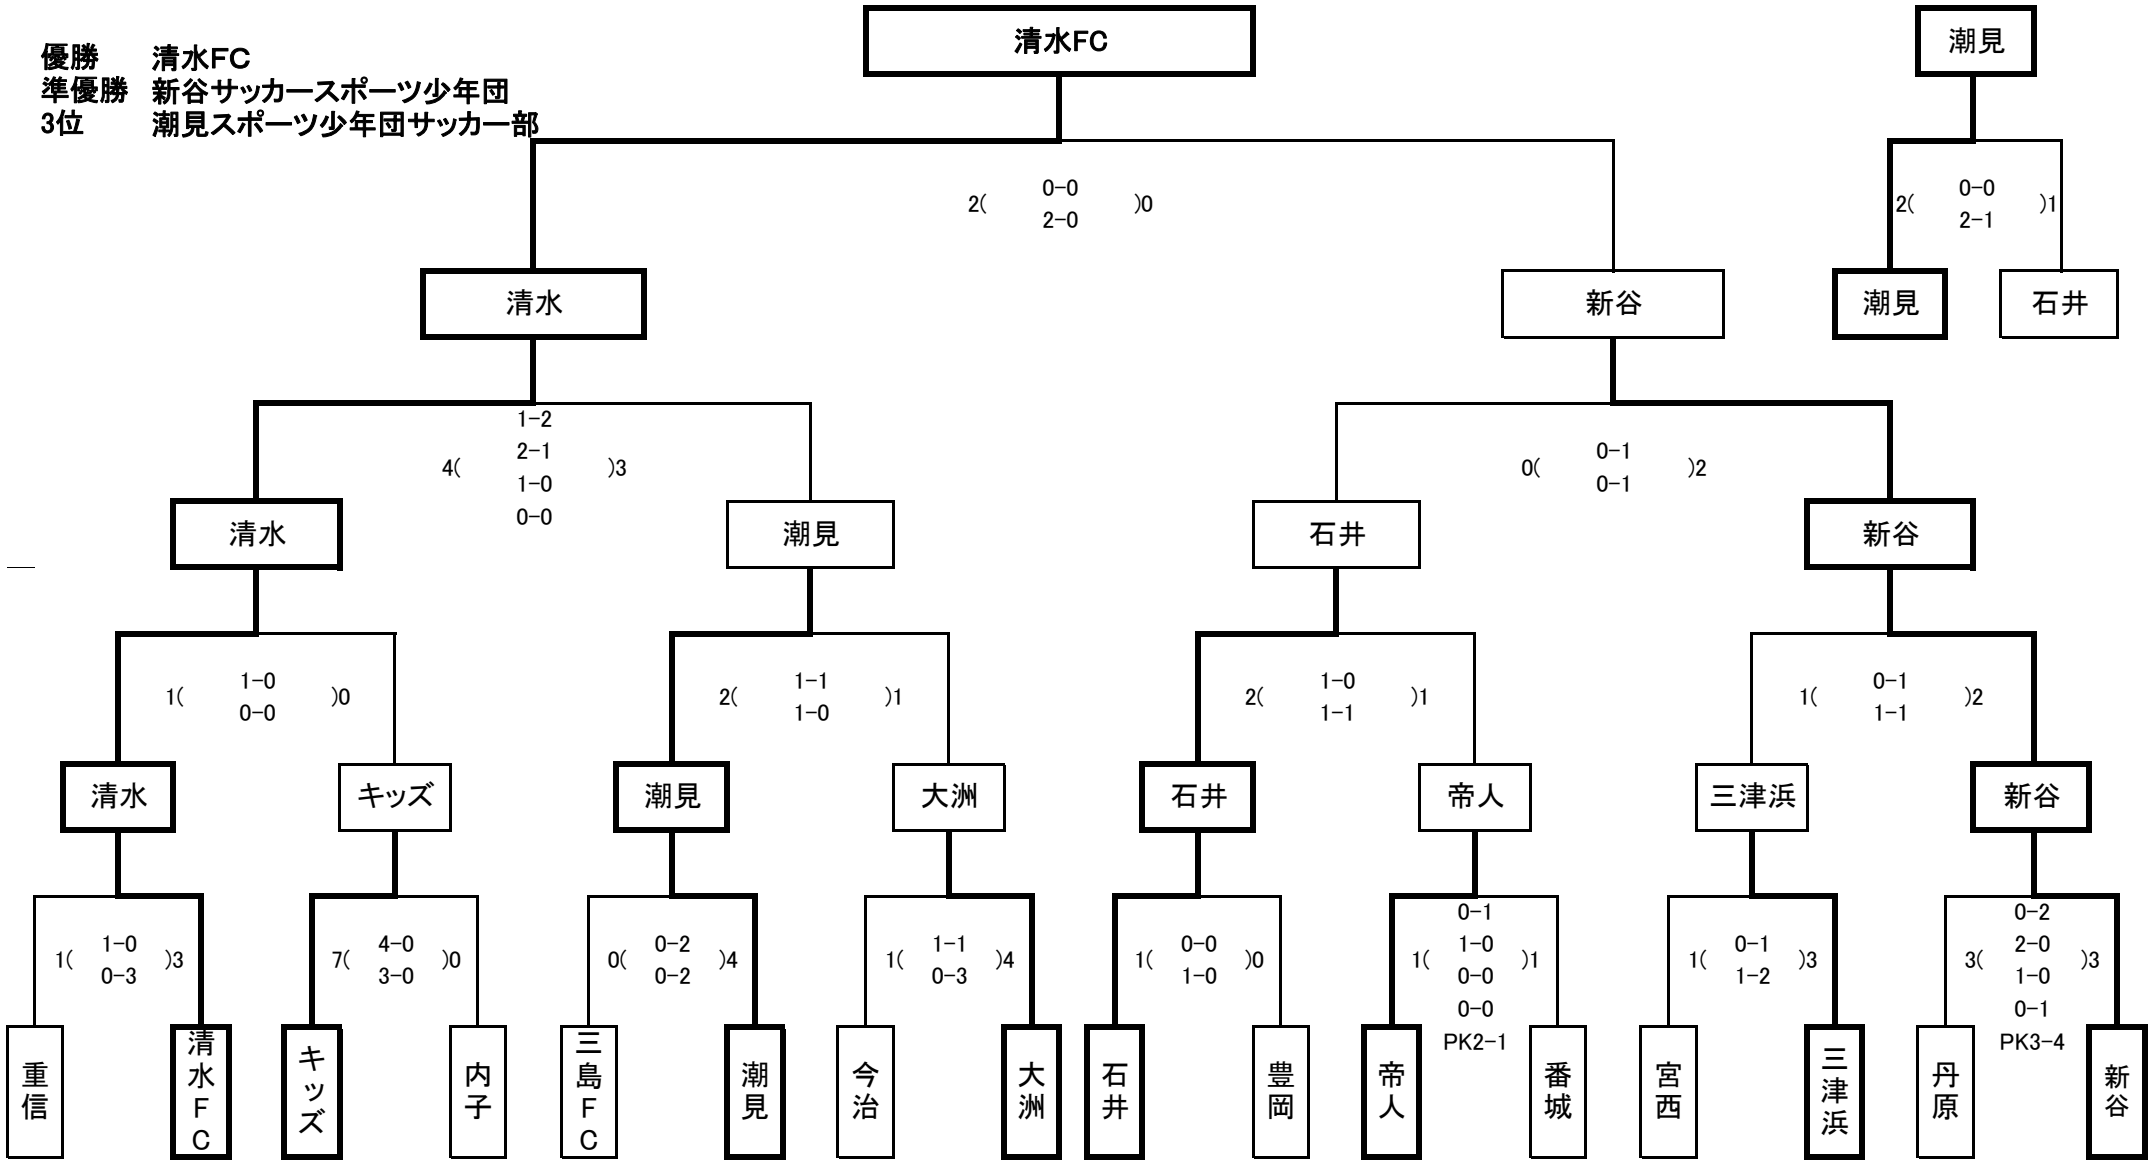 清水FC
潮見
優勝 清水FC
準優勝 新谷サッカースポーツ少年団
3位 潮見スポーツ少年団サッカー部
2( 0-0 )0
2-0
2( 0-0 )1
2-1
清水
新谷
潮見
石井
4( 1-2 )3
2-1
1-0
0-0
0( 0-1 )2
0-1
清水
潮見
石井
新谷
1( 1-0 )0
0-0
2( 1-1 )1
1-0
2( 1-0 )1
1-1
1( 0-1 )2
1-1
清水
キッズ
潮見
大洲
石井
帝人
三津浜
新谷
1( 1-0 )3
0-3
7( 4-0 )0
3-0
0( 0-2 )4
0-2
1( 1-1 )4
0-3
1( 0-0 )0
1-0
1( 0-1 )1
1-0
0-0
0-0
PK2-1
1( 0-1 )3
1-2
3( 0-2 )3
2-0
1-0
0-1
PK3-4
重信
清水FC
キッズ
内子
三島FC
潮見
今治
大洲
石井
豊岡
帝人
番城
宮西
三津浜
丹原
新谷